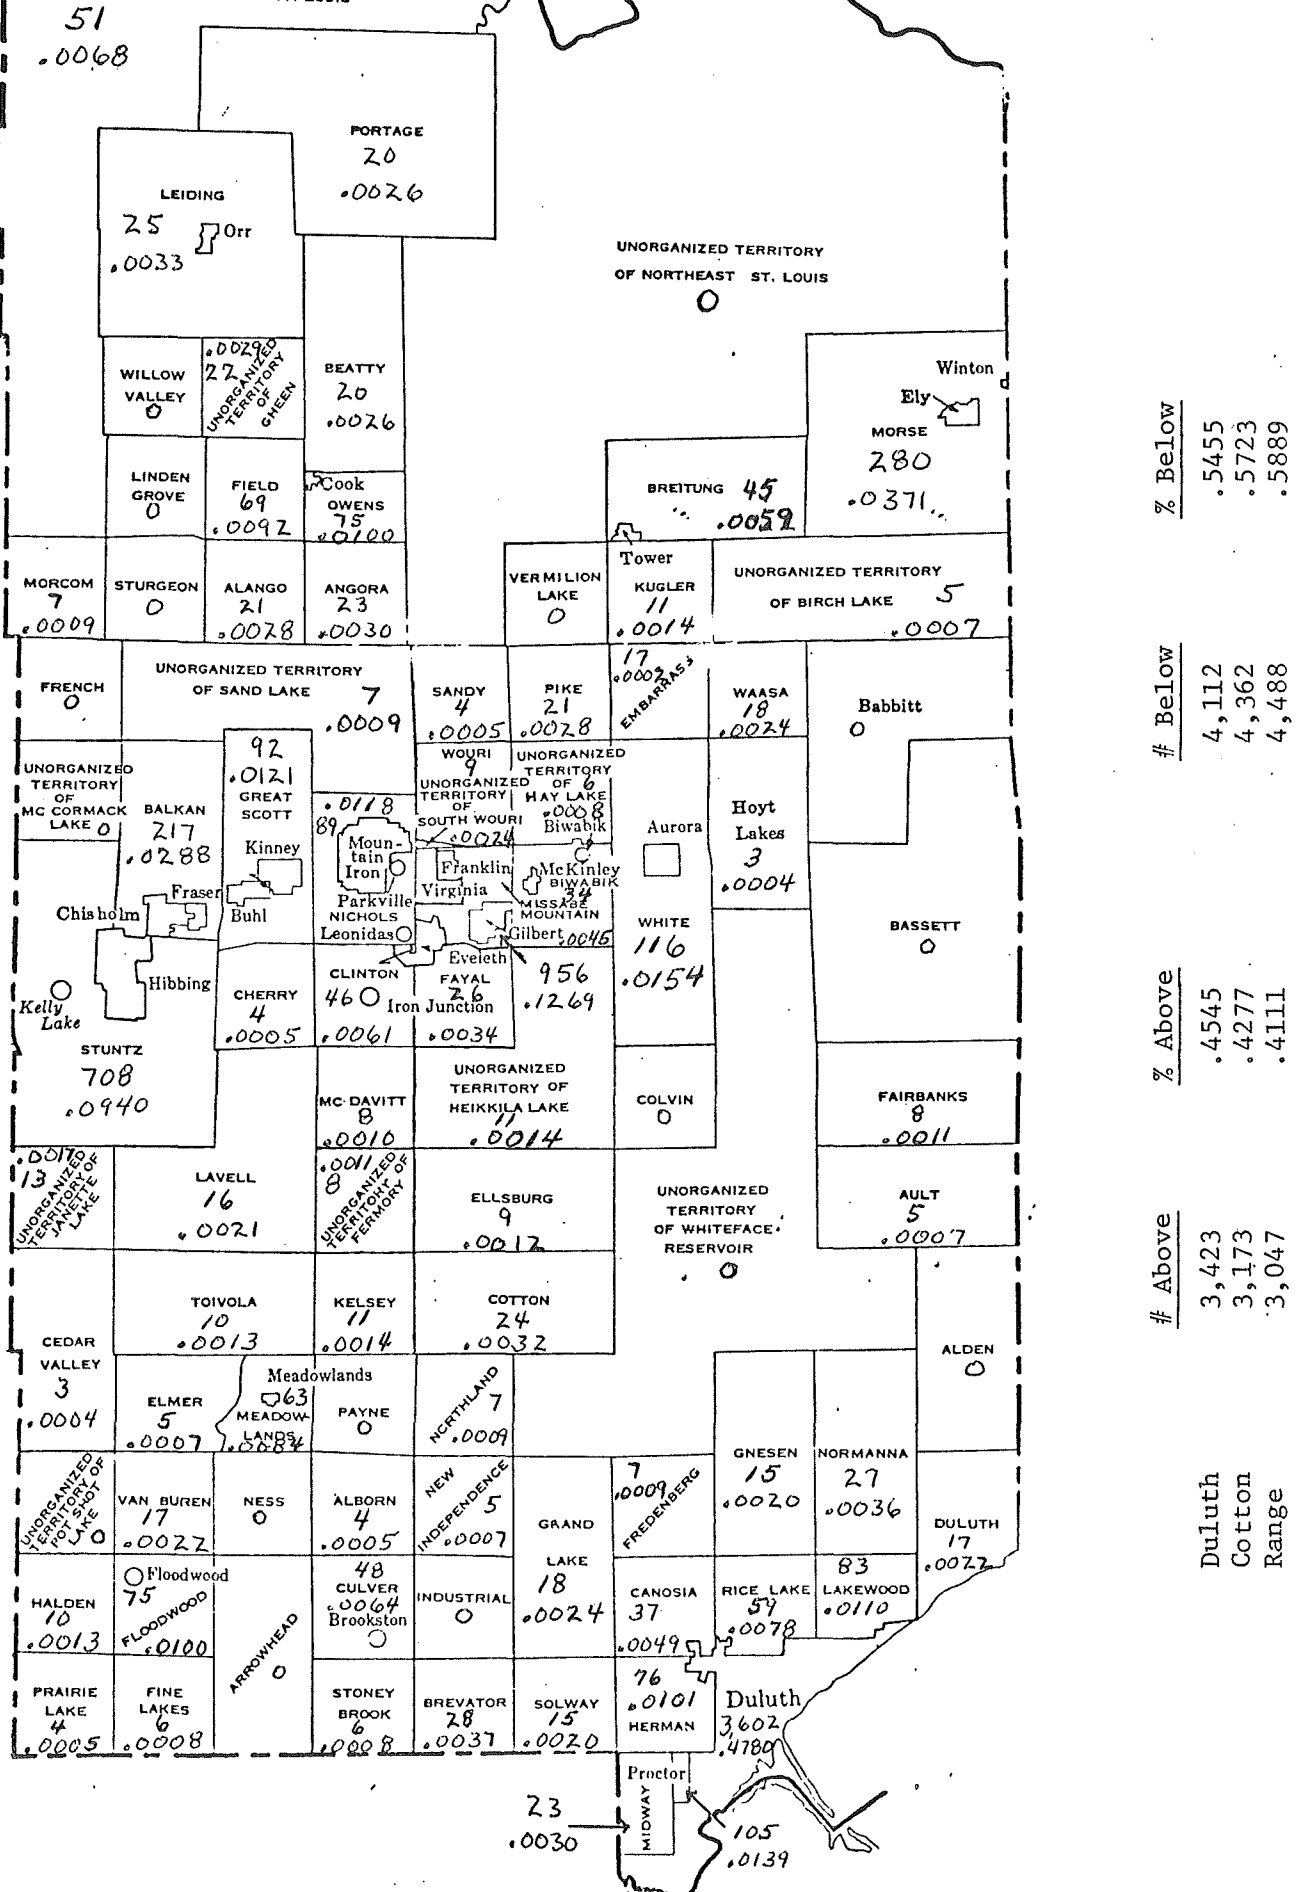 51
.0068
PORTAGE
20
.0026
LEIDING
25
Orr
.0033
UNORGANIZED TERRITORY
OF NORTHEAST ST. LOUIS
0
WILLOW
VALLEY
0
.0029
22
UNORGANIZED
TERRITORY
OF
GHEEN
BEATTY
20
.0026
Winton
Ely
MORSE
280
.0371
LINDEN
GROVE
0
FIELD
69
.0092
Cook
OWENS
75
.0100
BREITUNG 45
.0059
Tower
MORCOM
7
.0009
STURGEON
0
ALANGO
21
.0028
ANGORA
23
.0030
VERMILION
LAKE
0
KUGLER
11
.0014
UNORGANIZED TERRITORY
OF BIRCH LAKE 5
.0007
FRENCH
0
UNORGANIZED TERRITORY
OF SAND LAKE 7
.0009
SANDY
4
.0005
PIKE
21
.0028
17
EMBARRASS
WAASA
18
.0024
Babbitt
0
UNORGANIZED
TERRITORY
OF
MC CORMACK
LAKE 0
BALKAN
217
.0288
92
.0121
GREAT
SCOTT
Kinney
Buhl
Fraser
Chisholm
.0118
89
Moun-
tain
Iron
Parkville
NICHOLS
Leonidas
WOURI
9
UNORGANIZED
TERRITORY
OF
SOUTH WOURI
.0024
UNORGANIZED
TERRITORY
OF 6
HAY LAKE
.0008
Biwabik
Franklin
Virginia
McKinley
BIWABIK
34
MISSABE
MOUNTAIN
Gilbert .0045
Eveleth
956
.1269
Aurora
WHITE
116
.0154
Hoyt
Lakes
3
.0004
BASSETT
0
Hibbing
Kelly
Lake
STUNTZ
708
.0940
CHERRY
4
.0005
CLINTON
46
.0061
Iron Junction
FAYAL
26
.0034
MC DAVITT
8
.0010
UNORGANIZED
TERRITORY OF
HEIKKILA LAKE
11
.0014
COLVIN
0
FAIRBANKS
8
.0011
.0017
13
UNORGANIZED
TERRITORY OF
JANETTE
LAKE
LAVELL
16
.0021
.0011
8
UNORGANIZED
TERRITORY OF
FERMORY
ELLSBURG
9
.0012
UNORGANIZED
TERRITORY
OF WHITEFACE
RESERVOIR
0
AULT
5
.0007
CEDAR
VALLEY
3
.0004
TOIVOLA
10
.0013
KELSEY
11
.0014
COTTON
24
.0032
ALDEN
0
ELMER
5
.0007
Meadowlands
63
MEADOW-
LANDS
.0084
PAYNE
0
NORTHLAND
7
.0009
GNESEN
15
.0020
NORMANNA
27
.0036
UNORGANIZED
TERRITORY OF
POT SHOT
LAKE 0
VAN BUREN
17
.0022
NESS
0
ALBORN
4
.0005
NEW
INDEPENDENCE
5
.0007
GRAND
LAKE
18
.0024
7
.0009
FREDENBERG
DULUTH
17
.0022
HALDEN
10
.0013
Floodwood
75
FLOODWOOD
.0100
ARROWHEAD
0
48
CULVER
.0064
Brookston
INDUSTRIAL
0
CANOSIA
37
.0049
RICE LAKE
59
.0078
83
LAKEWOOD
.0110
PRAIRIE
LAKE
4
.0005
FINE
LAKES
6
.0008
STONEY
BROOK
6
.0008
BREVATOR
28
.0037
SOLWAY
15
.0020
76
.0101
HERMAN
Duluth
3,602
.4780
Proctor
MIDWAY
23
.0030
105
.0139
# Above % Above # Below % Below
Duluth 3,423 .4545 4,112 .5455
Cotton 3,173 .4277 4,362 .5723
Range 3,047 .4111 4,488 .5889